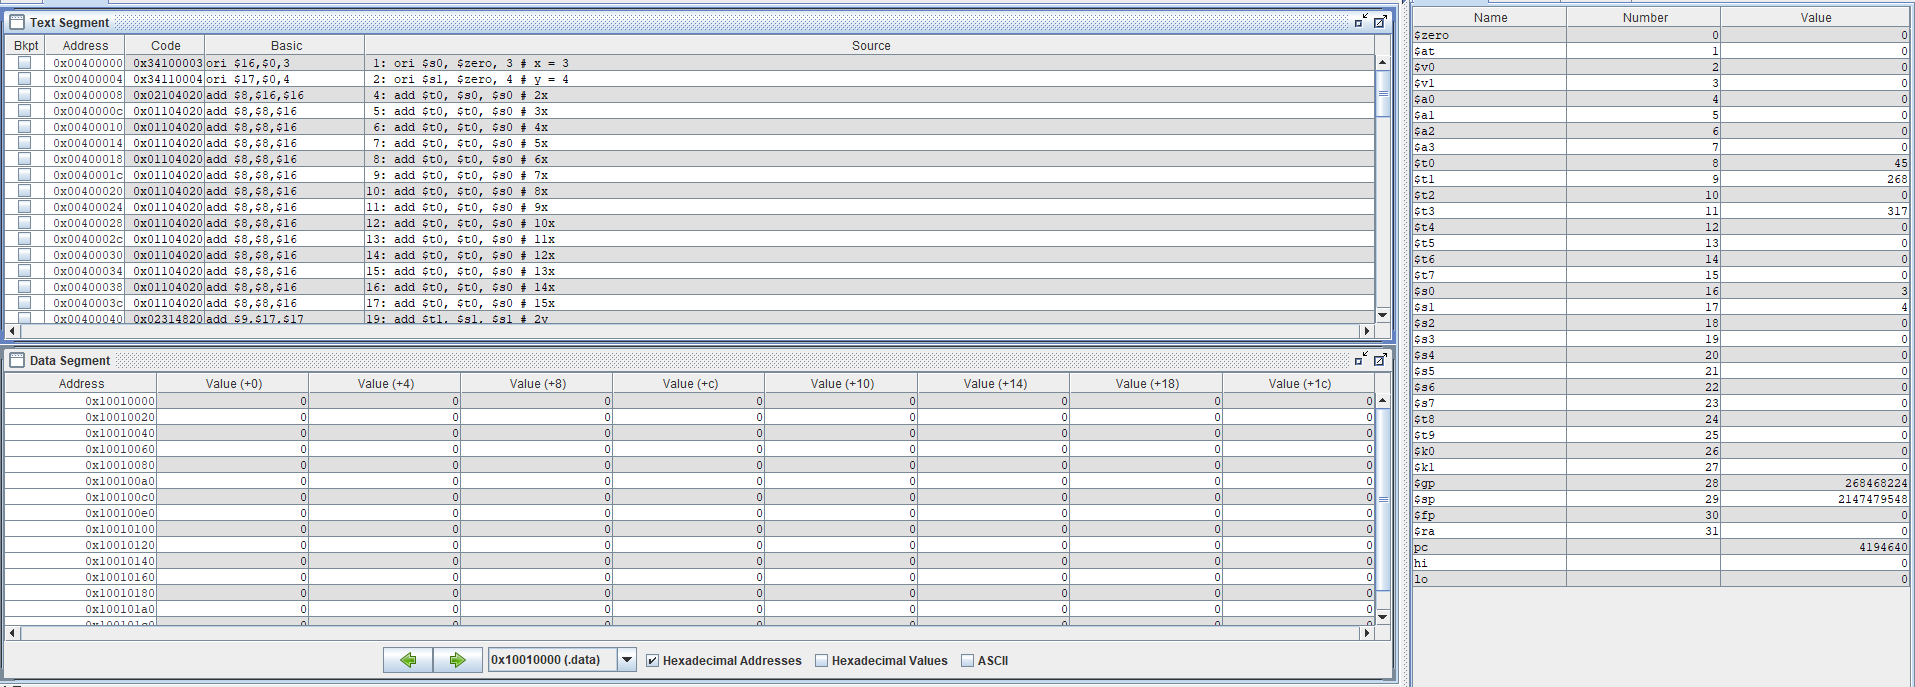 Text Segment
Bkpt Address Code Basic Source
0x00400000 0x34100003 ori $16,$0,3 1: ori $s0, $zero, 3 # x = 3
0x00400004 0x34110004 ori $17,$0,4 2: ori $s1, $zero, 4 # y = 4
0x00400008 0x02104020 add $8,$16,$16 4: add $t0, $s0, $s0 # 2x
0x0040000c 0x01104020 add $8,$8,$16 5: add $t0, $t0, $s0 # 3x
0x00400010 0x01104020 add $8,$8,$16 6: add $t0, $t0, $s0 # 4x
0x00400014 0x01104020 add $8,$8,$16 7: add $t0, $t0, $s0 # 5x
0x00400018 0x01104020 add $8,$8,$16 8: add $t0, $t0, $s0 # 6x
0x0040001c 0x01104020 add $8,$8,$16 9: add $t0, $t0, $s0 # 7x
0x00400020 0x01104020 add $8,$8,$16 10: add $t0, $t0, $s0 # 8x
0x00400024 0x01104020 add $8,$8,$16 11: add $t0, $t0, $s0 # 9x
0x00400028 0x01104020 add $8,$8,$16 12: add $t0, $t0, $s0 # 10x
0x0040002c 0x01104020 add $8,$8,$16 13: add $t0, $t0, $s0 # 11x
0x00400030 0x01104020 add $8,$8,$16 14: add $t0, $t0, $s0 # 12x
0x00400034 0x01104020 add $8,$8,$16 15: add $t0, $t0, $s0 # 13x
0x00400038 0x01104020 add $8,$8,$16 16: add $t0, $t0, $s0 # 14x
0x0040003c 0x01104020 add $8,$8,$16 17: add $t0, $t0, $s0 # 15x
0x00400040 0x02314820 add $9,$17,$17 19: add $t1, $s1, $s1 # 2y
Data Segment
Address Value (+0) Value (+4) Value (+8) Value (+c) Value (+10) Value (+14) Value (+18) Value (+1c)
0x10010000 0 0 0 0 0 0 0 0
0x10010020 0 0 0 0 0 0 0 0
0x10010040 0 0 0 0 0 0 0 0
0x10010060 0 0 0 0 0 0 0 0
0x10010080 0 0 0 0 0 0 0 0
0x100100a0 0 0 0 0 0 0 0 0
0x100100c0 0 0 0 0 0 0 0 0
0x100100e0 0 0 0 0 0 0 0 0
0x10010100 0 0 0 0 0 0 0 0
0x10010120 0 0 0 0 0 0 0 0
0x10010140 0 0 0 0 0 0 0 0
0x10010160 0 0 0 0 0 0 0 0
0x10010180 0 0 0 0 0 0 0 0
0x100101a0 0 0 0 0 0 0 0 0
0x100101c0 0 0 0 0 0 0 0 0
0x10010000 (.data) Hexadecimal Addresses Hexadecimal Values ASCII
Name Number Value
$zero 0 0
$at 1 0
$v0 2 0
$v1 3 0
$a0 4 0
$a1 5 0
$a2 6 0
$a3 7 0
$t0 8 45
$t1 9 268
$t2 10 0
$t3 11 317
$t4 12 0
$t5 13 0
$t6 14 0
$t7 15 0
$s0 16 3
$s1 17 4
$s2 18 0
$s3 19 0
$s4 20 0
$s5 21 0
$s6 22 0
$s7 23 0
$t8 24 0
$t9 25 0
$k0 26 0
$k1 27 0
$gp 28 268468224
$sp 29 2147479548
$fp 30 0
$ra 31 0
pc 4194640
hi 0
lo 0